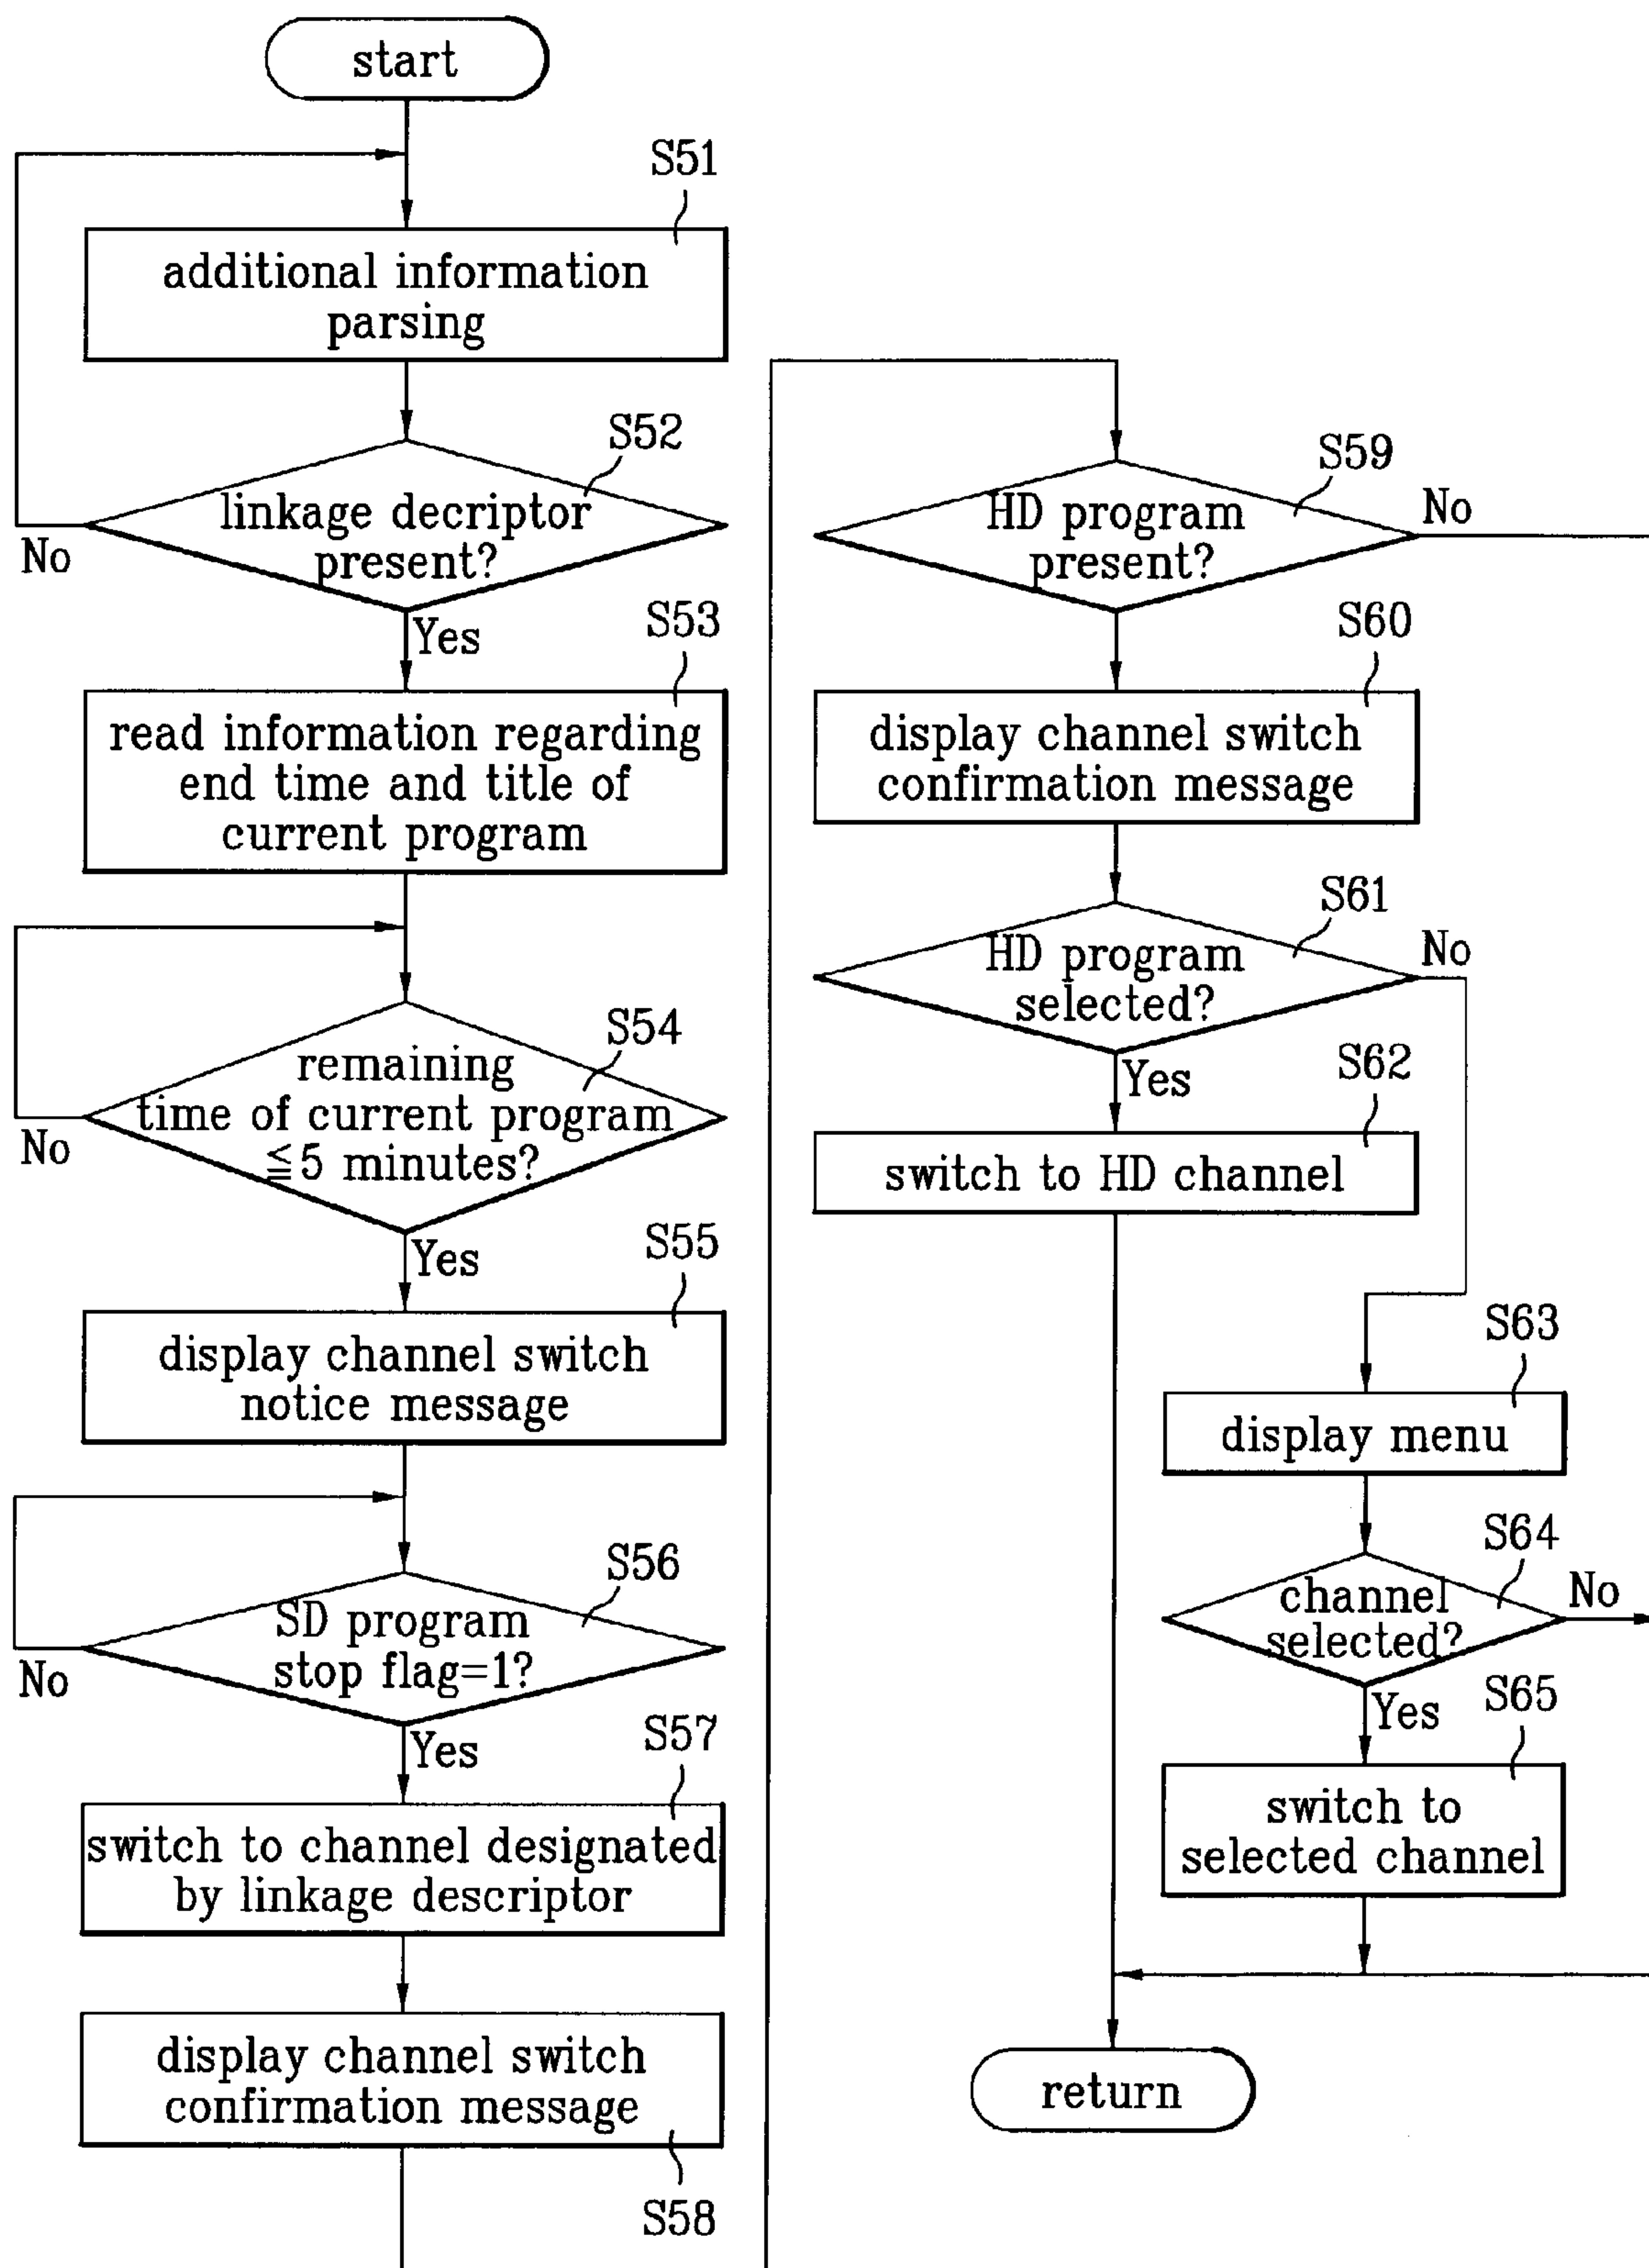 start
S51
additional information
parsing
S52
linkage decriptor
present?
No
Yes
S53
read information regarding
end time and title of
current program
S54
remaining
time of current program
≦5 minutes?
No
Yes
S55
display channel switch
notice message
S56
SD program
stop flag=1?
No
Yes
S57
switch to channel designated
by linkage descriptor
display channel switch
confirmation message
S58
S59
HD program
present?
No
S60
display channel switch
confirmation message
S61
HD program
selected?
No
Yes
S62
switch to HD channel
S63
display menu
S64
channel
selected?
No
Yes
S65
switch to
selected channel
return